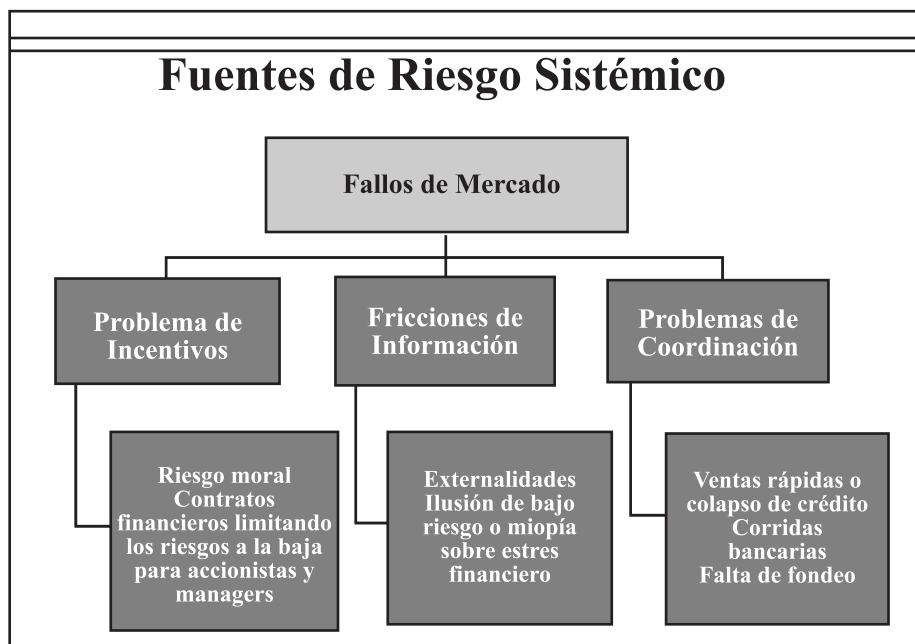 Fuentes de Riesgo Sistémico
Fallos de Mercado
Problema de
Incentivos
Fricciones de
Información
Problemas de
Coordinación
Riesgo moral
Contratos
financieros limitando
los riesgos a la baja
para accionistas y
managers
Externalidades
Ilusión de bajo
riesgo o miopía
sobre estres
financiero
Ventas rápidas o
colapso de crédito
Corridas
bancarias
Falta de fondeo